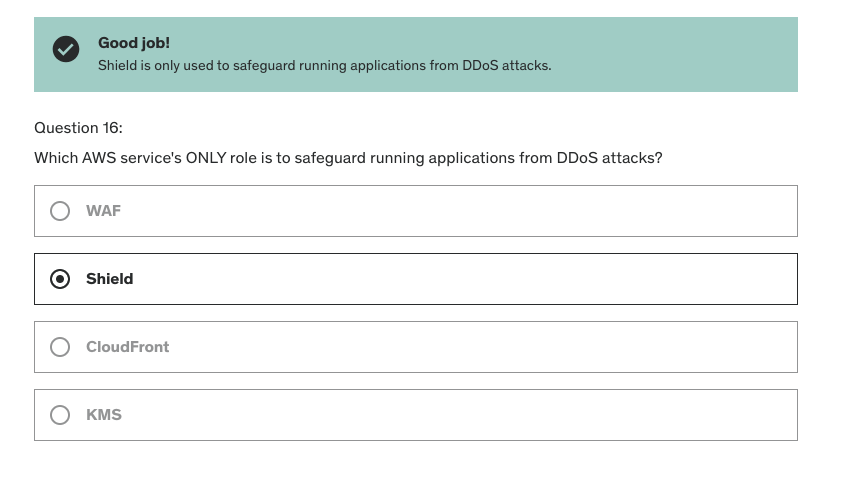 Good job!
Shield is only used to safeguard running applications from DDoS attacks.
Question 16:
Which AWS service's ONLY role is to safeguard running applications from DDoS attacks?
WAF
Shield
CloudFront
KMS